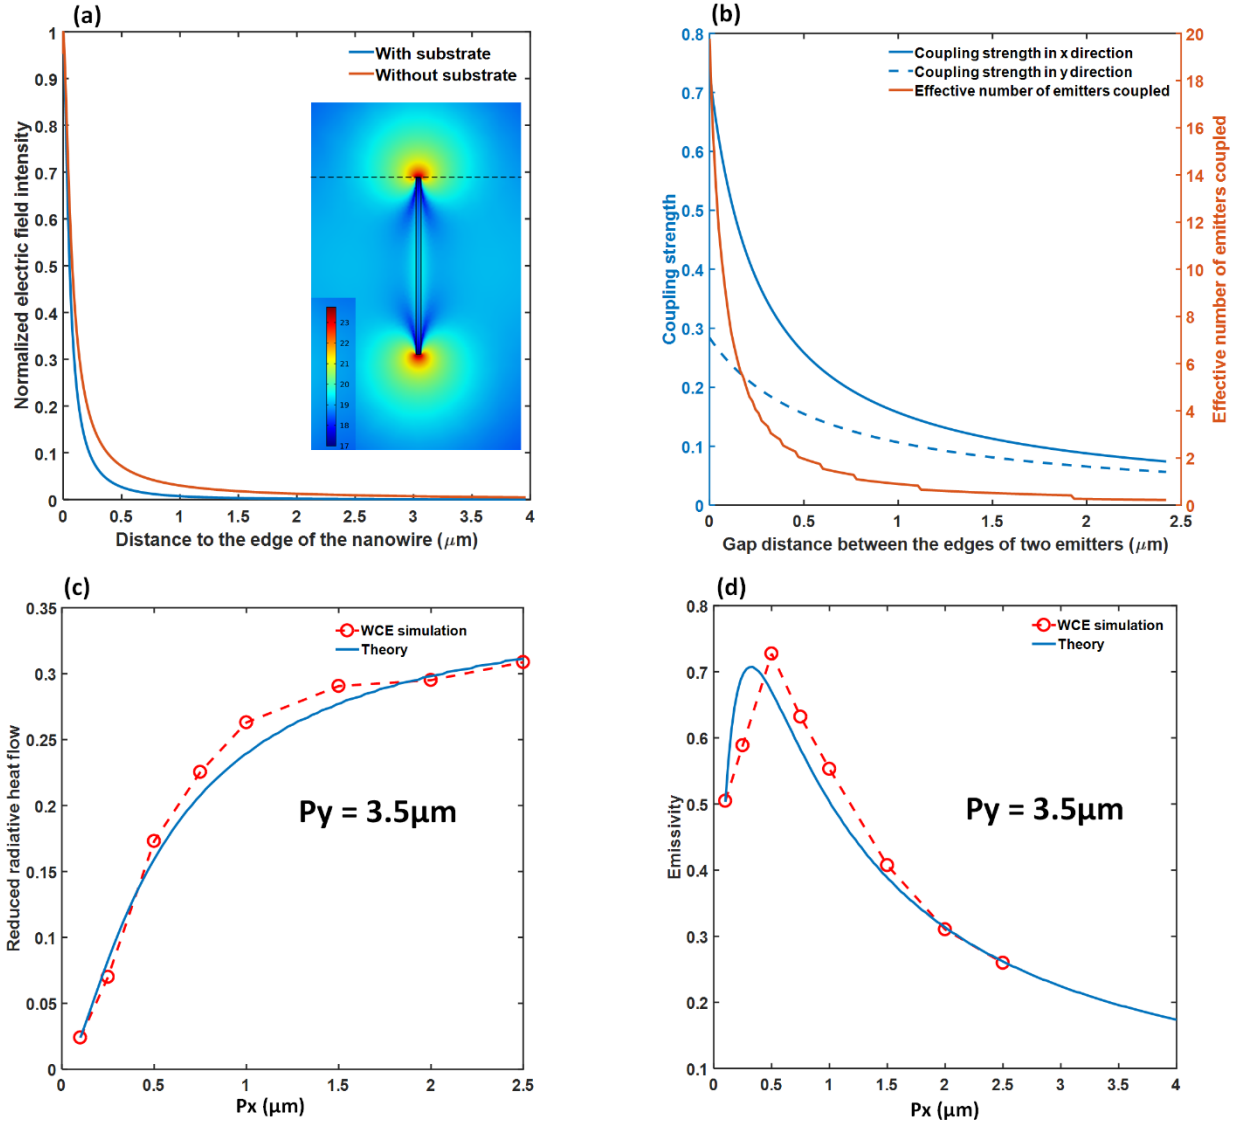 (a)
1
0.9
0.8
0.7
0.6
0.5
0.4
0.3
0.2
0.1
0
Normalized electric field intensity
With substrate
Without substrate
23
22
21
20
19
18
17
0 0.5 1 1.5 2 2.5 3 3.5 4
Distance to the edge of the nanowire (μm)
(b)
0.8
0.7
0.6
0.5
0.4
0.3
0.2
0.1
0
Coupling strength
Coupling strength in x direction
Coupling strength in y direction
Effective number of emitters coupled
20
18
16
14
12
10
8
6
4
2
0
Effective number of emitters coupled
0 0.5 1 1.5 2 2.5
Gap distance between the edges of two emitters (μm)
(c)
0.35
0.3
0.25
0.2
0.15
0.1
0.05
0
Reduced radiative heat flow
WCE simulation
Theory
Py = 3.5μm
0 0.5 1 1.5 2 2.5
Px (μm)
(d)
0.8
0.7
0.6
0.5
0.4
0.3
0.2
0.1
Emissivity
WCE simulation
Theory
Py = 3.5μm
0 0.5 1 1.5 2 2.5 3 3.5 4
Px (μm)